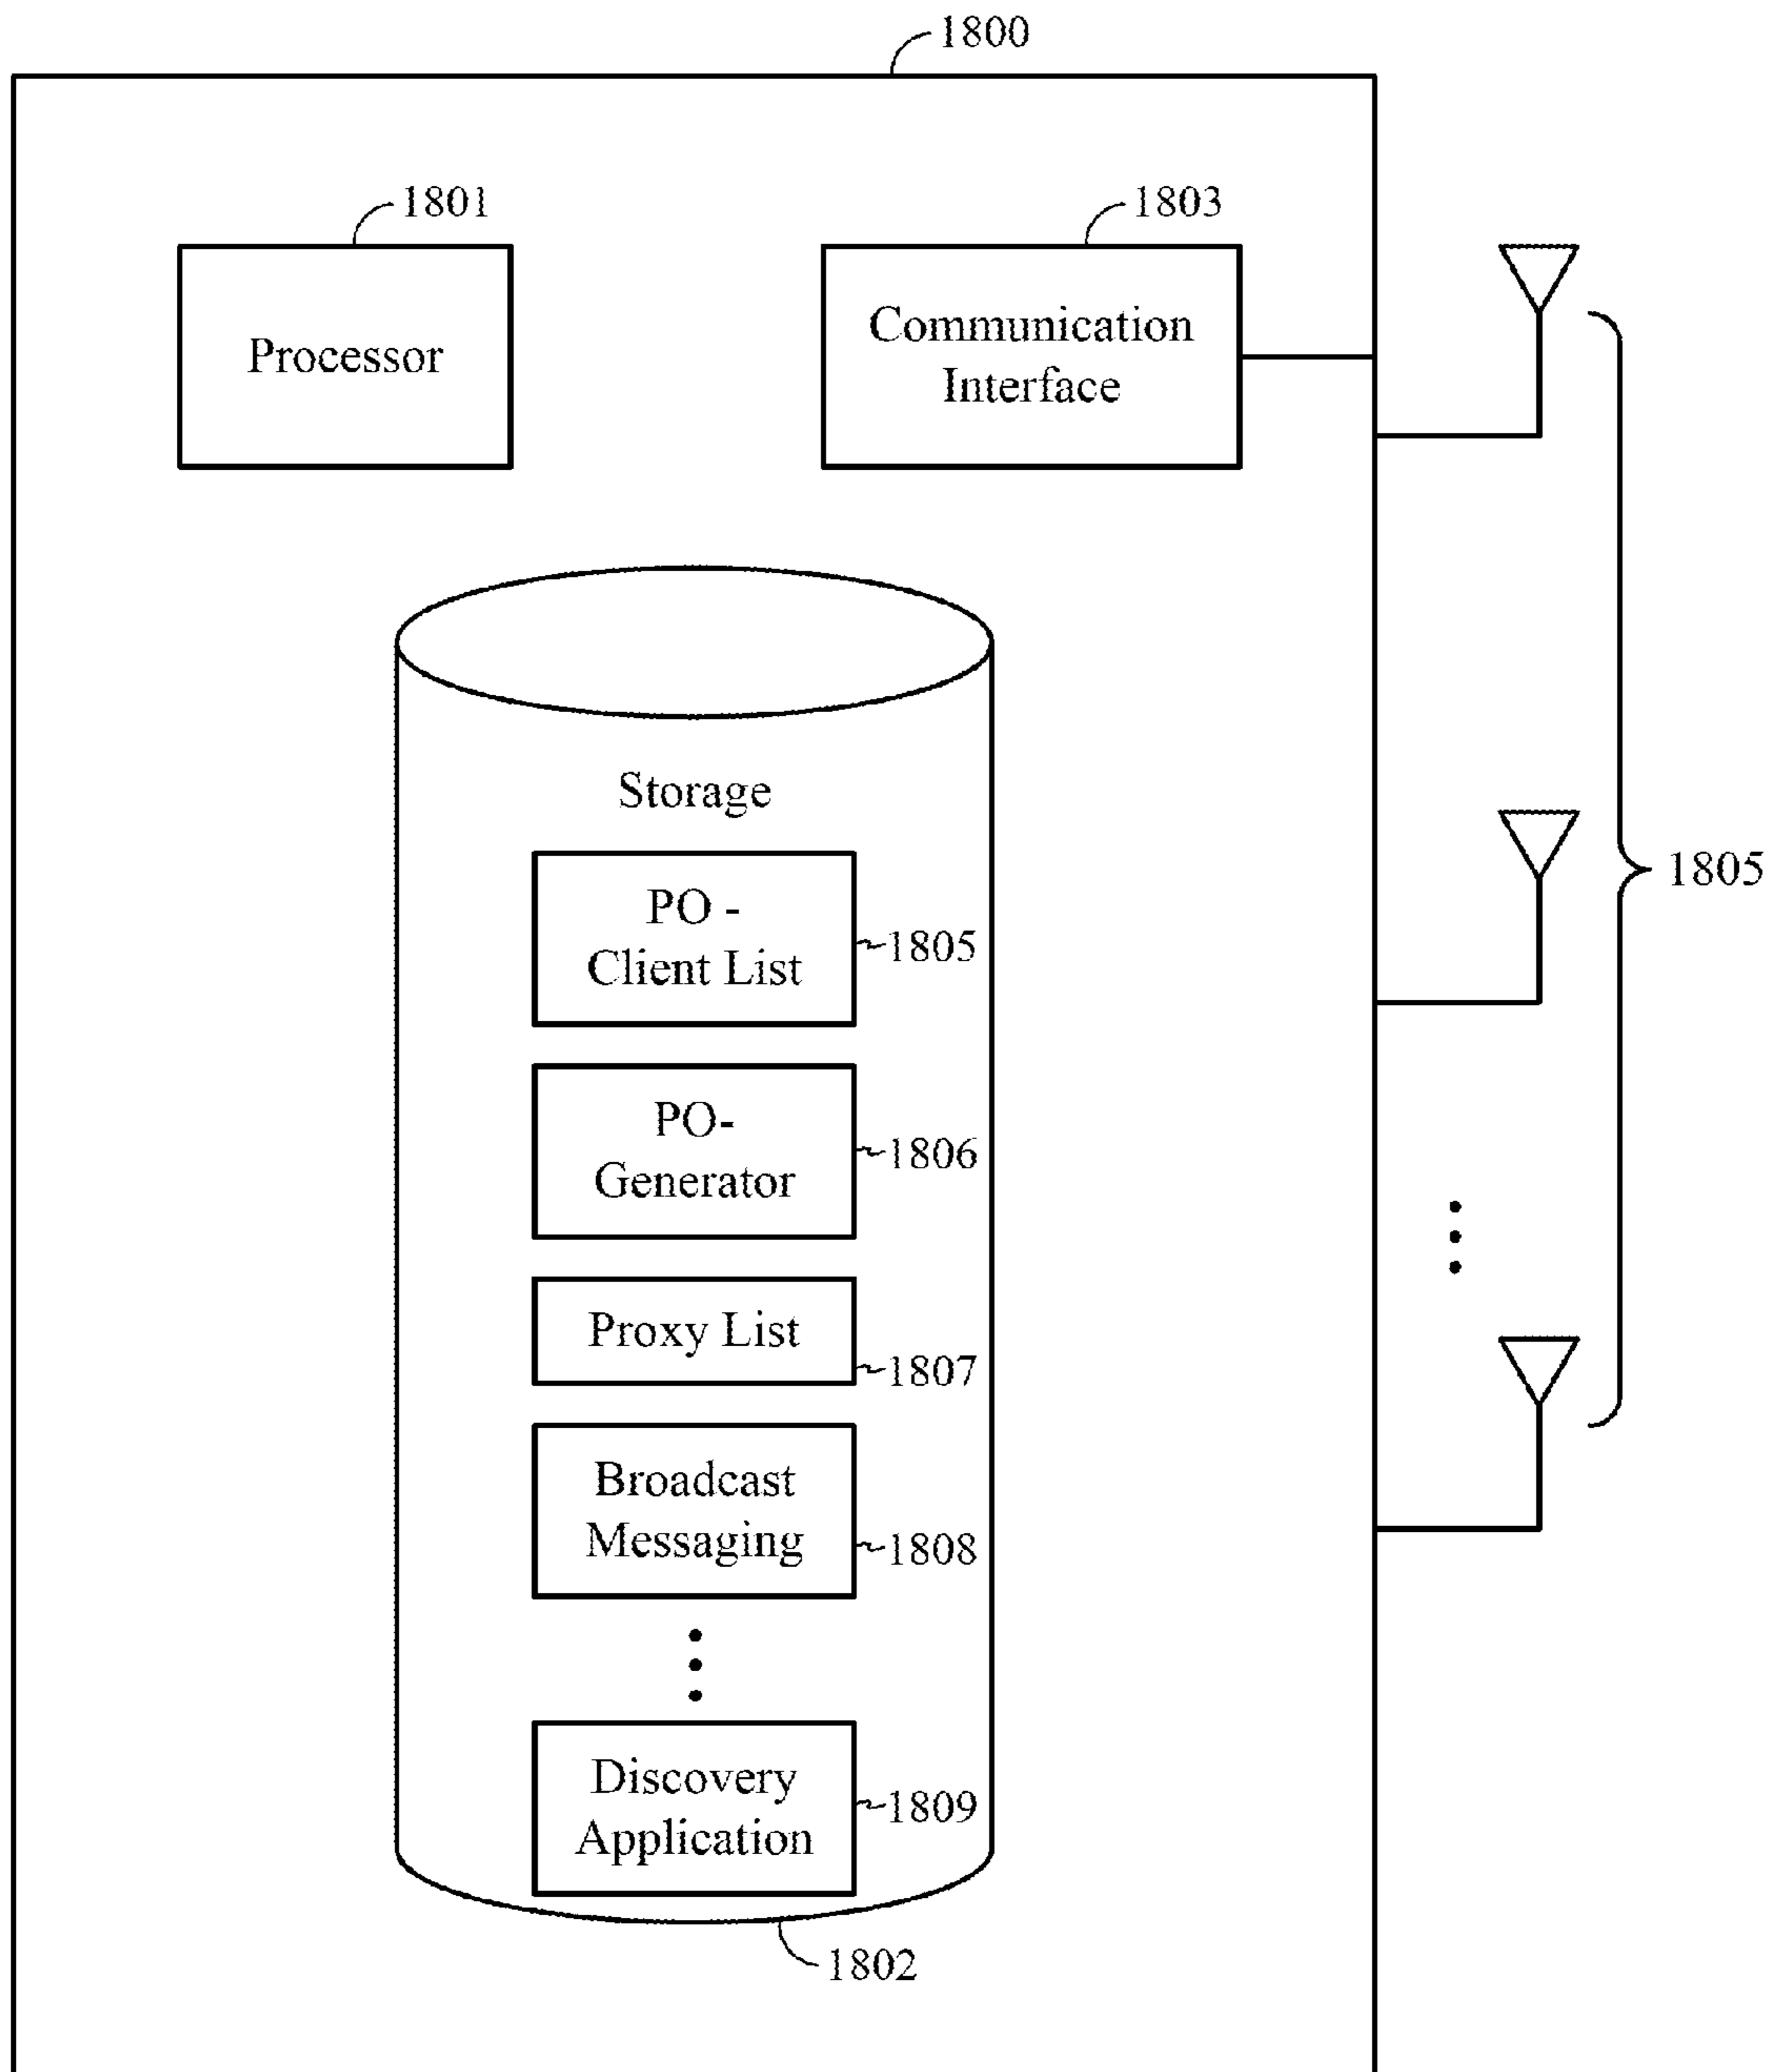 1800
1801
1803
Processor
Communication
Interface
Storage
PO -
Client List
1805
1805
PO-
Generator
1806
Proxy List
1807
Broadcast
Messaging
1808
Discovery
Application
1809
1802